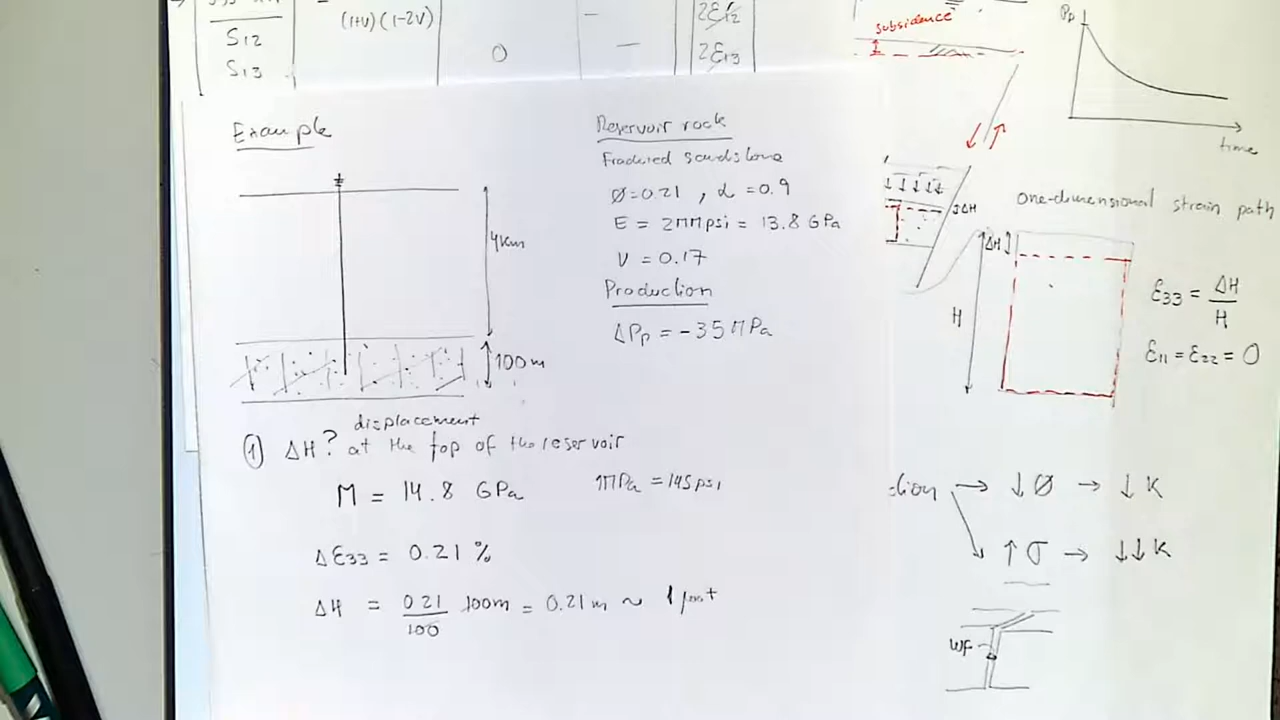 S12
S13
(1+ν)(1-2ν)
0
2ε12
2ε13
subsidence
Pp
time
Example
4km
100m
Reservoir rock
Fractured sandstone
Ø=0.21 , α=0.9
E = 2MMpsi = 13.8 GPa
ν = 0.17
Production
ΔPp = -35 MPa
↓↓↓↓
ΔH
one-dimensional strain path
ΔH
H
ε33 = ΔH / H
ε11 = ε22 = 0
displacement
① ΔH? at the top of the reservoir
M = 14.8 GPa
1MPa = 145psi
Δε33 = 0.21 %
ΔH = 0.21 / 100 100m = 0.21m ~ 1 foot
→ ↓Ø → ↓k
↑σ → ↓↓k
WF